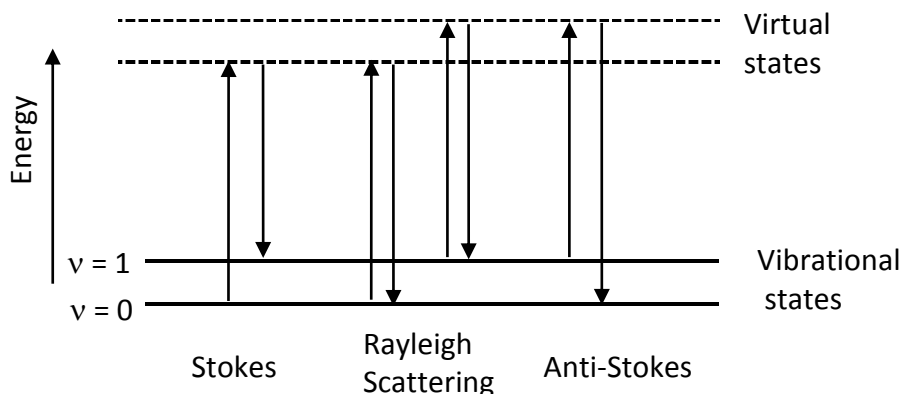 Virtual
states
Energy
ν = 1
ν = 0
Vibrational
states
Stokes
Rayleigh
Scattering
Anti-Stokes